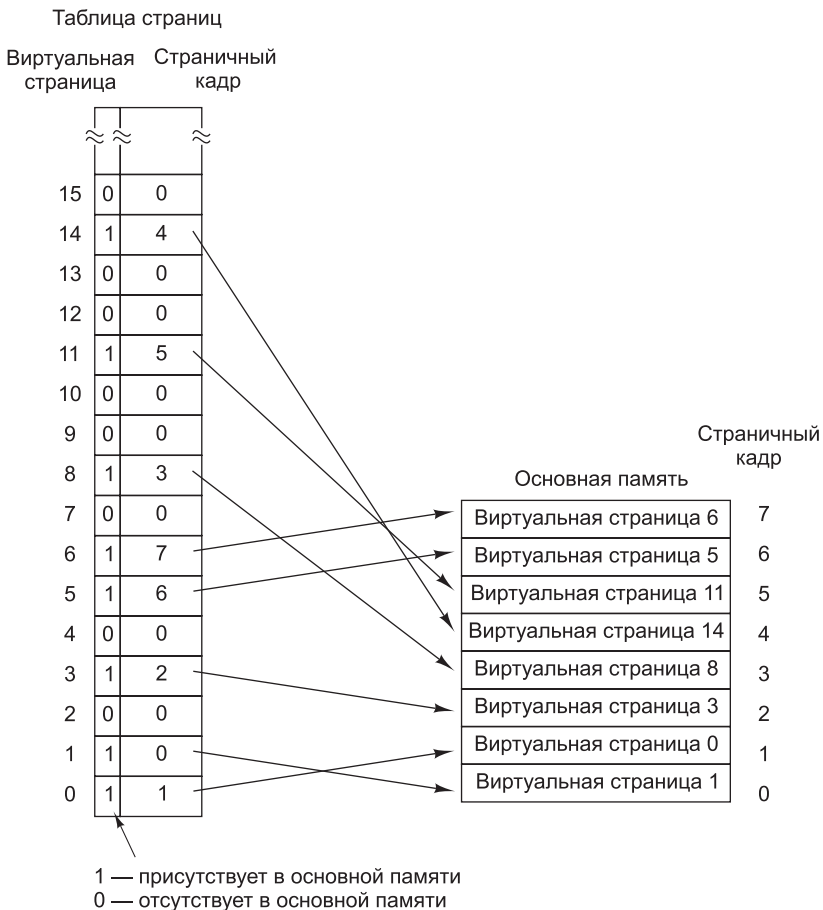 Таблица страниц
Виртуальная страница
Страничный кадр
15 0 0
14 1 4
13 0 0
12 0 0
11 1 5
10 0 0
9 0 0
8 1 3
7 0 0
6 1 7
5 1 6
4 0 0
3 1 2
2 0 0
1 1 0
0 1 1
1 — присутствует в основной памяти
0 — отсутствует в основной памяти
Основная память
Страничный кадр
Виртуальная страница 6 7
Виртуальная страница 5 6
Виртуальная страница 11 5
Виртуальная страница 14 4
Виртуальная страница 8 3
Виртуальная страница 3 2
Виртуальная страница 0 1
Виртуальная страница 1 0